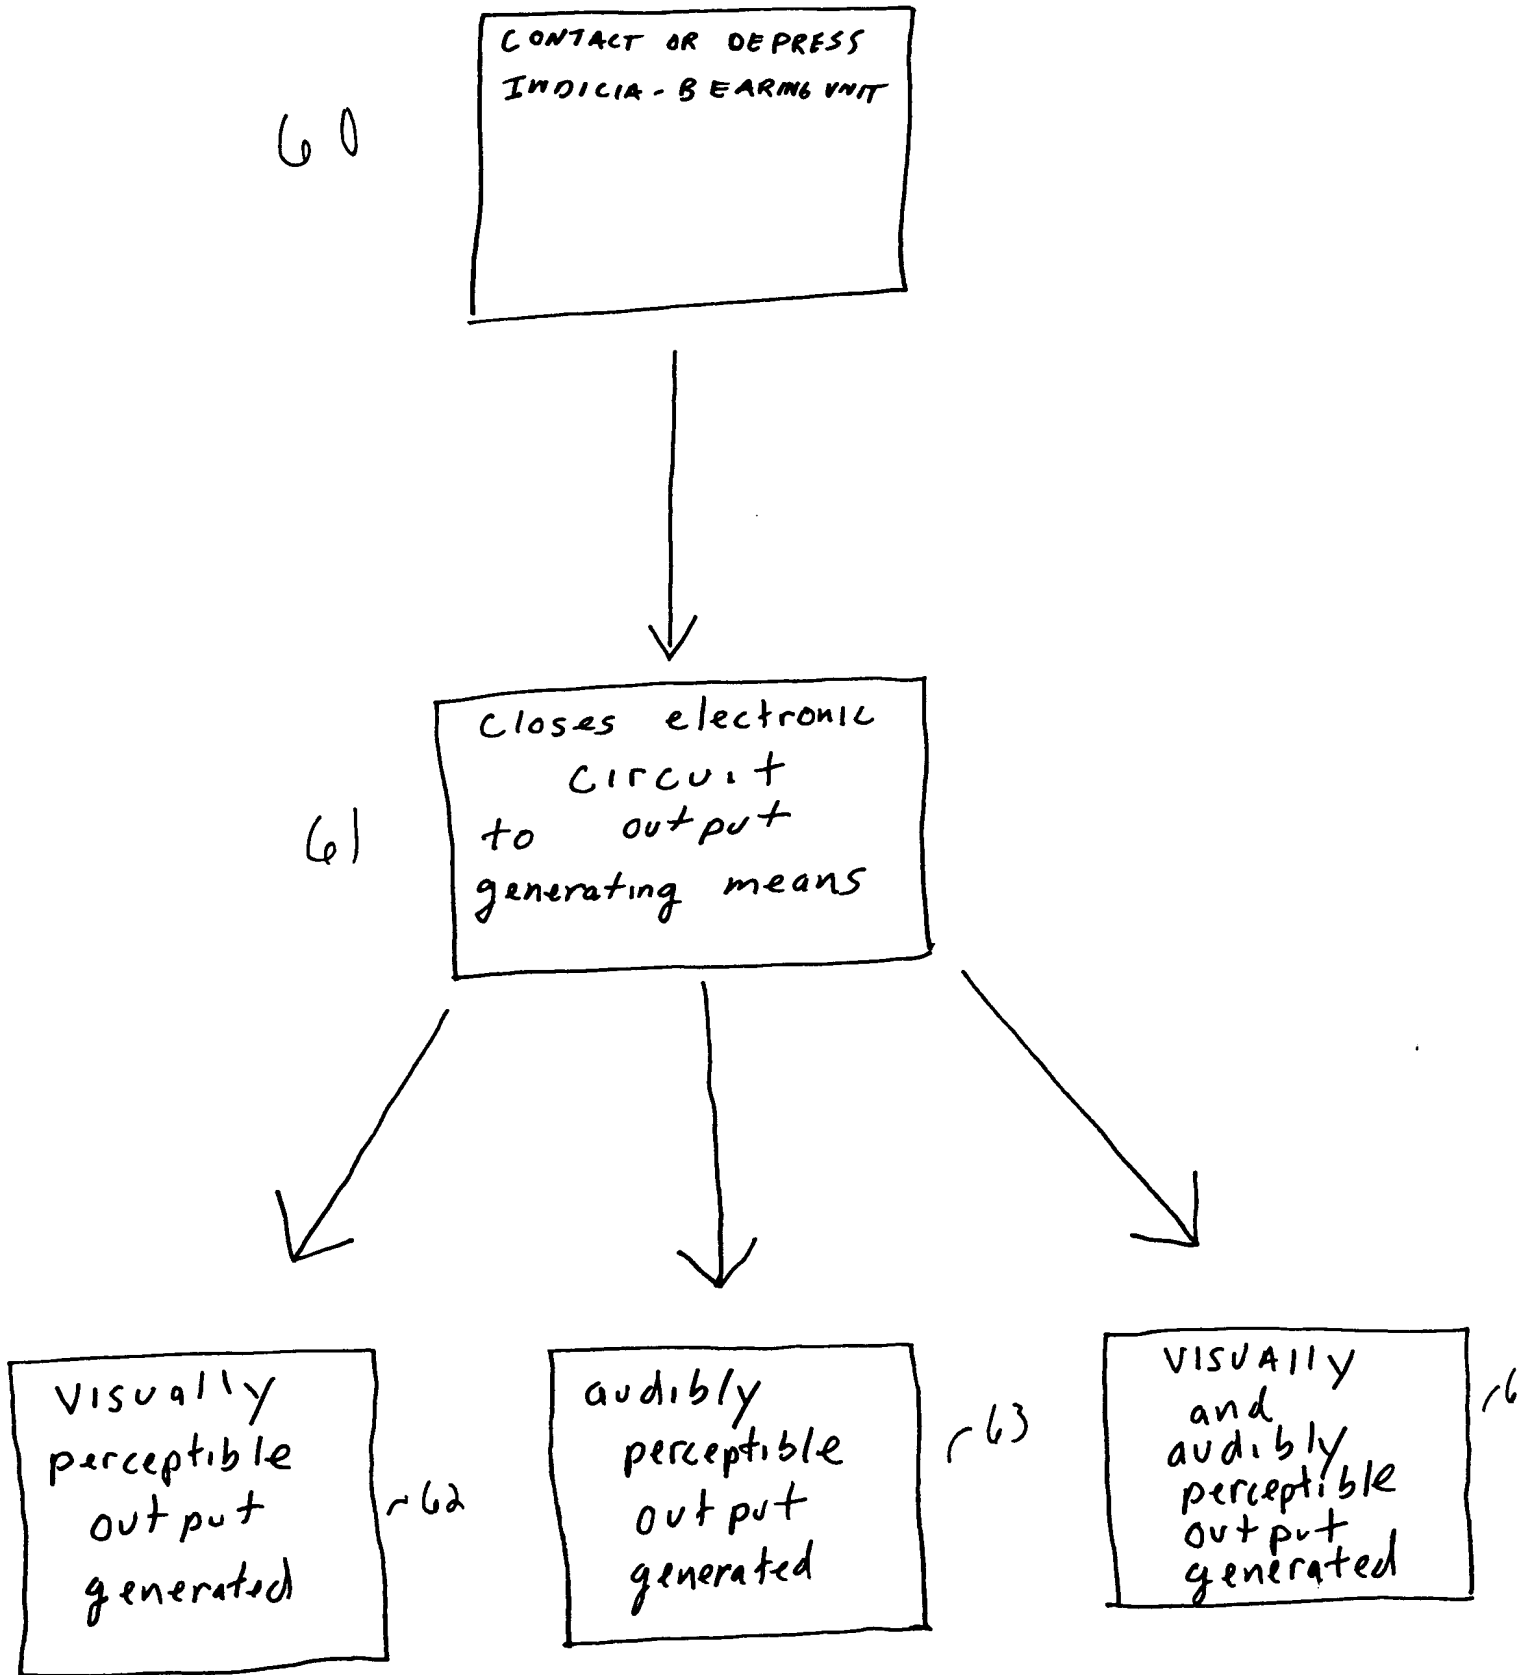 60
CONTACT OR DEPRESS
INDICIA-BEARING UNIT
61
Closes electronic
circuit
to output
generating means
visually
perceptible
output
generated
62
audibly
perceptible
output
generated
63
VISUAlly
and
audibly
perceptible
output
generated